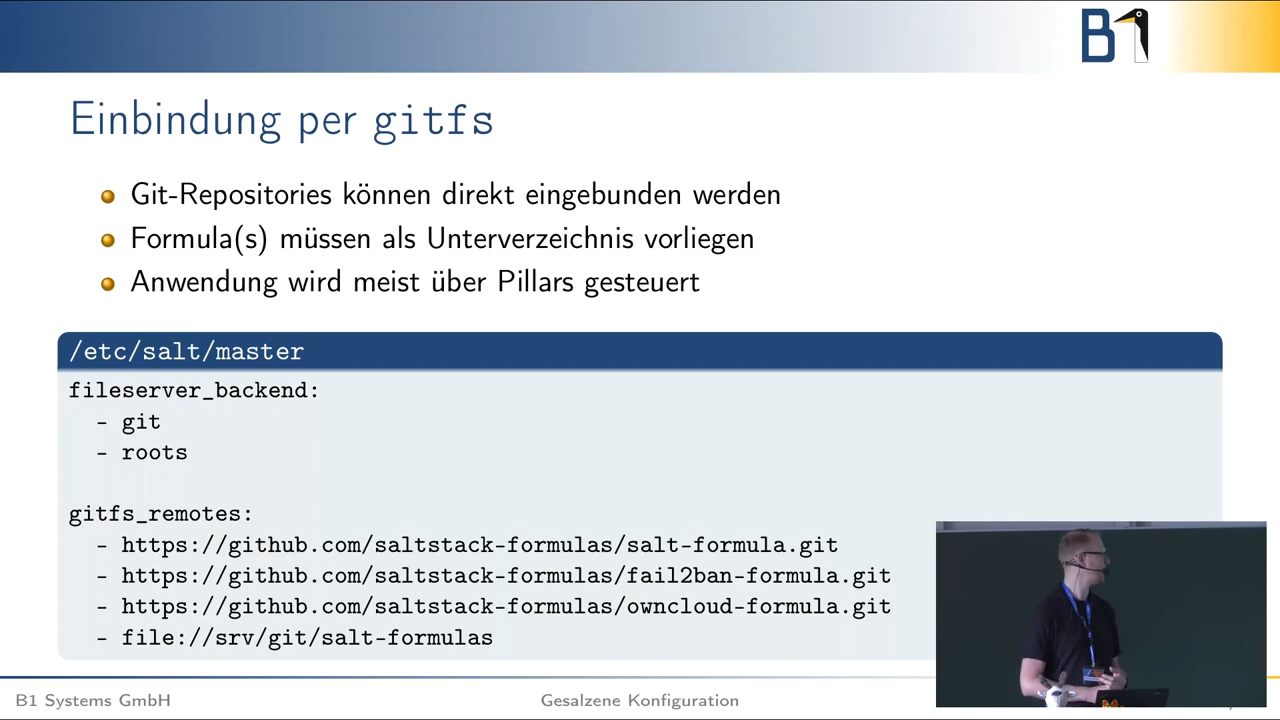 B1
Einbindung per gitfs
Git-Repositories können direkt eingebunden werden
Formula(s) müssen als Unterverzeichnis vorliegen
Anwendung wird meist über Pillars gesteuert
/etc/salt/master
fileserver_backend:
- git
- roots
gitfs_remotes:
- https://github.com/saltstack-formulas/salt-formula.git
- https://github.com/saltstack-formulas/fail2ban-formula.git
- https://github.com/saltstack-formulas/owncloud-formula.git
- file://srv/git/salt-formulas
B1 Systems GmbH
Gesalzene Konfiguration